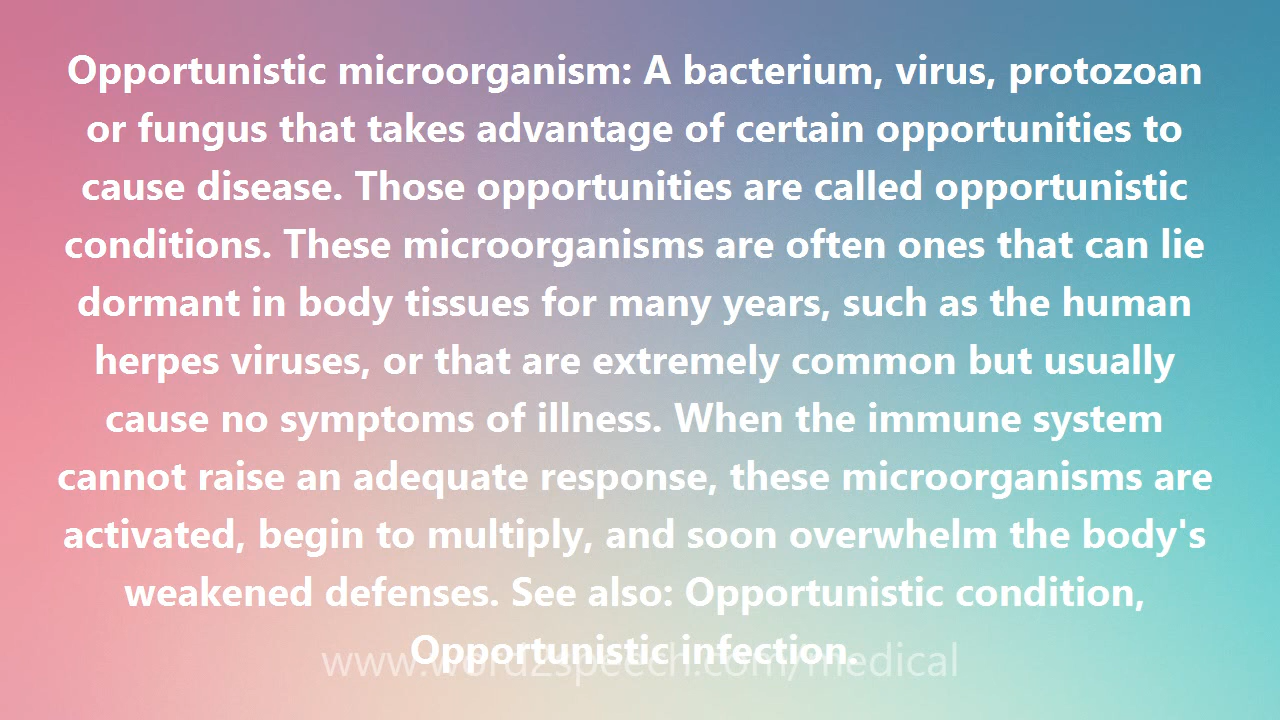 Opportunistic microorganism: A bacterium, virus, protozoan
or fungus that takes advantage of certain opportunities to
cause disease. Those opportunities are called opportunistic
conditions. These microorganisms are often ones that can lie
dormant in body tissues for many years, such as the human
herpes viruses, or that are extremely common but usually
cause no symptoms of illness. When the immune system
cannot raise an adequate response, these microorganisms are
activated, begin to multiply, and soon overwhelm the body's
weakened defenses. See also: Opportunistic condition,
Opportunistic infection.
www.word2speech.com/medical